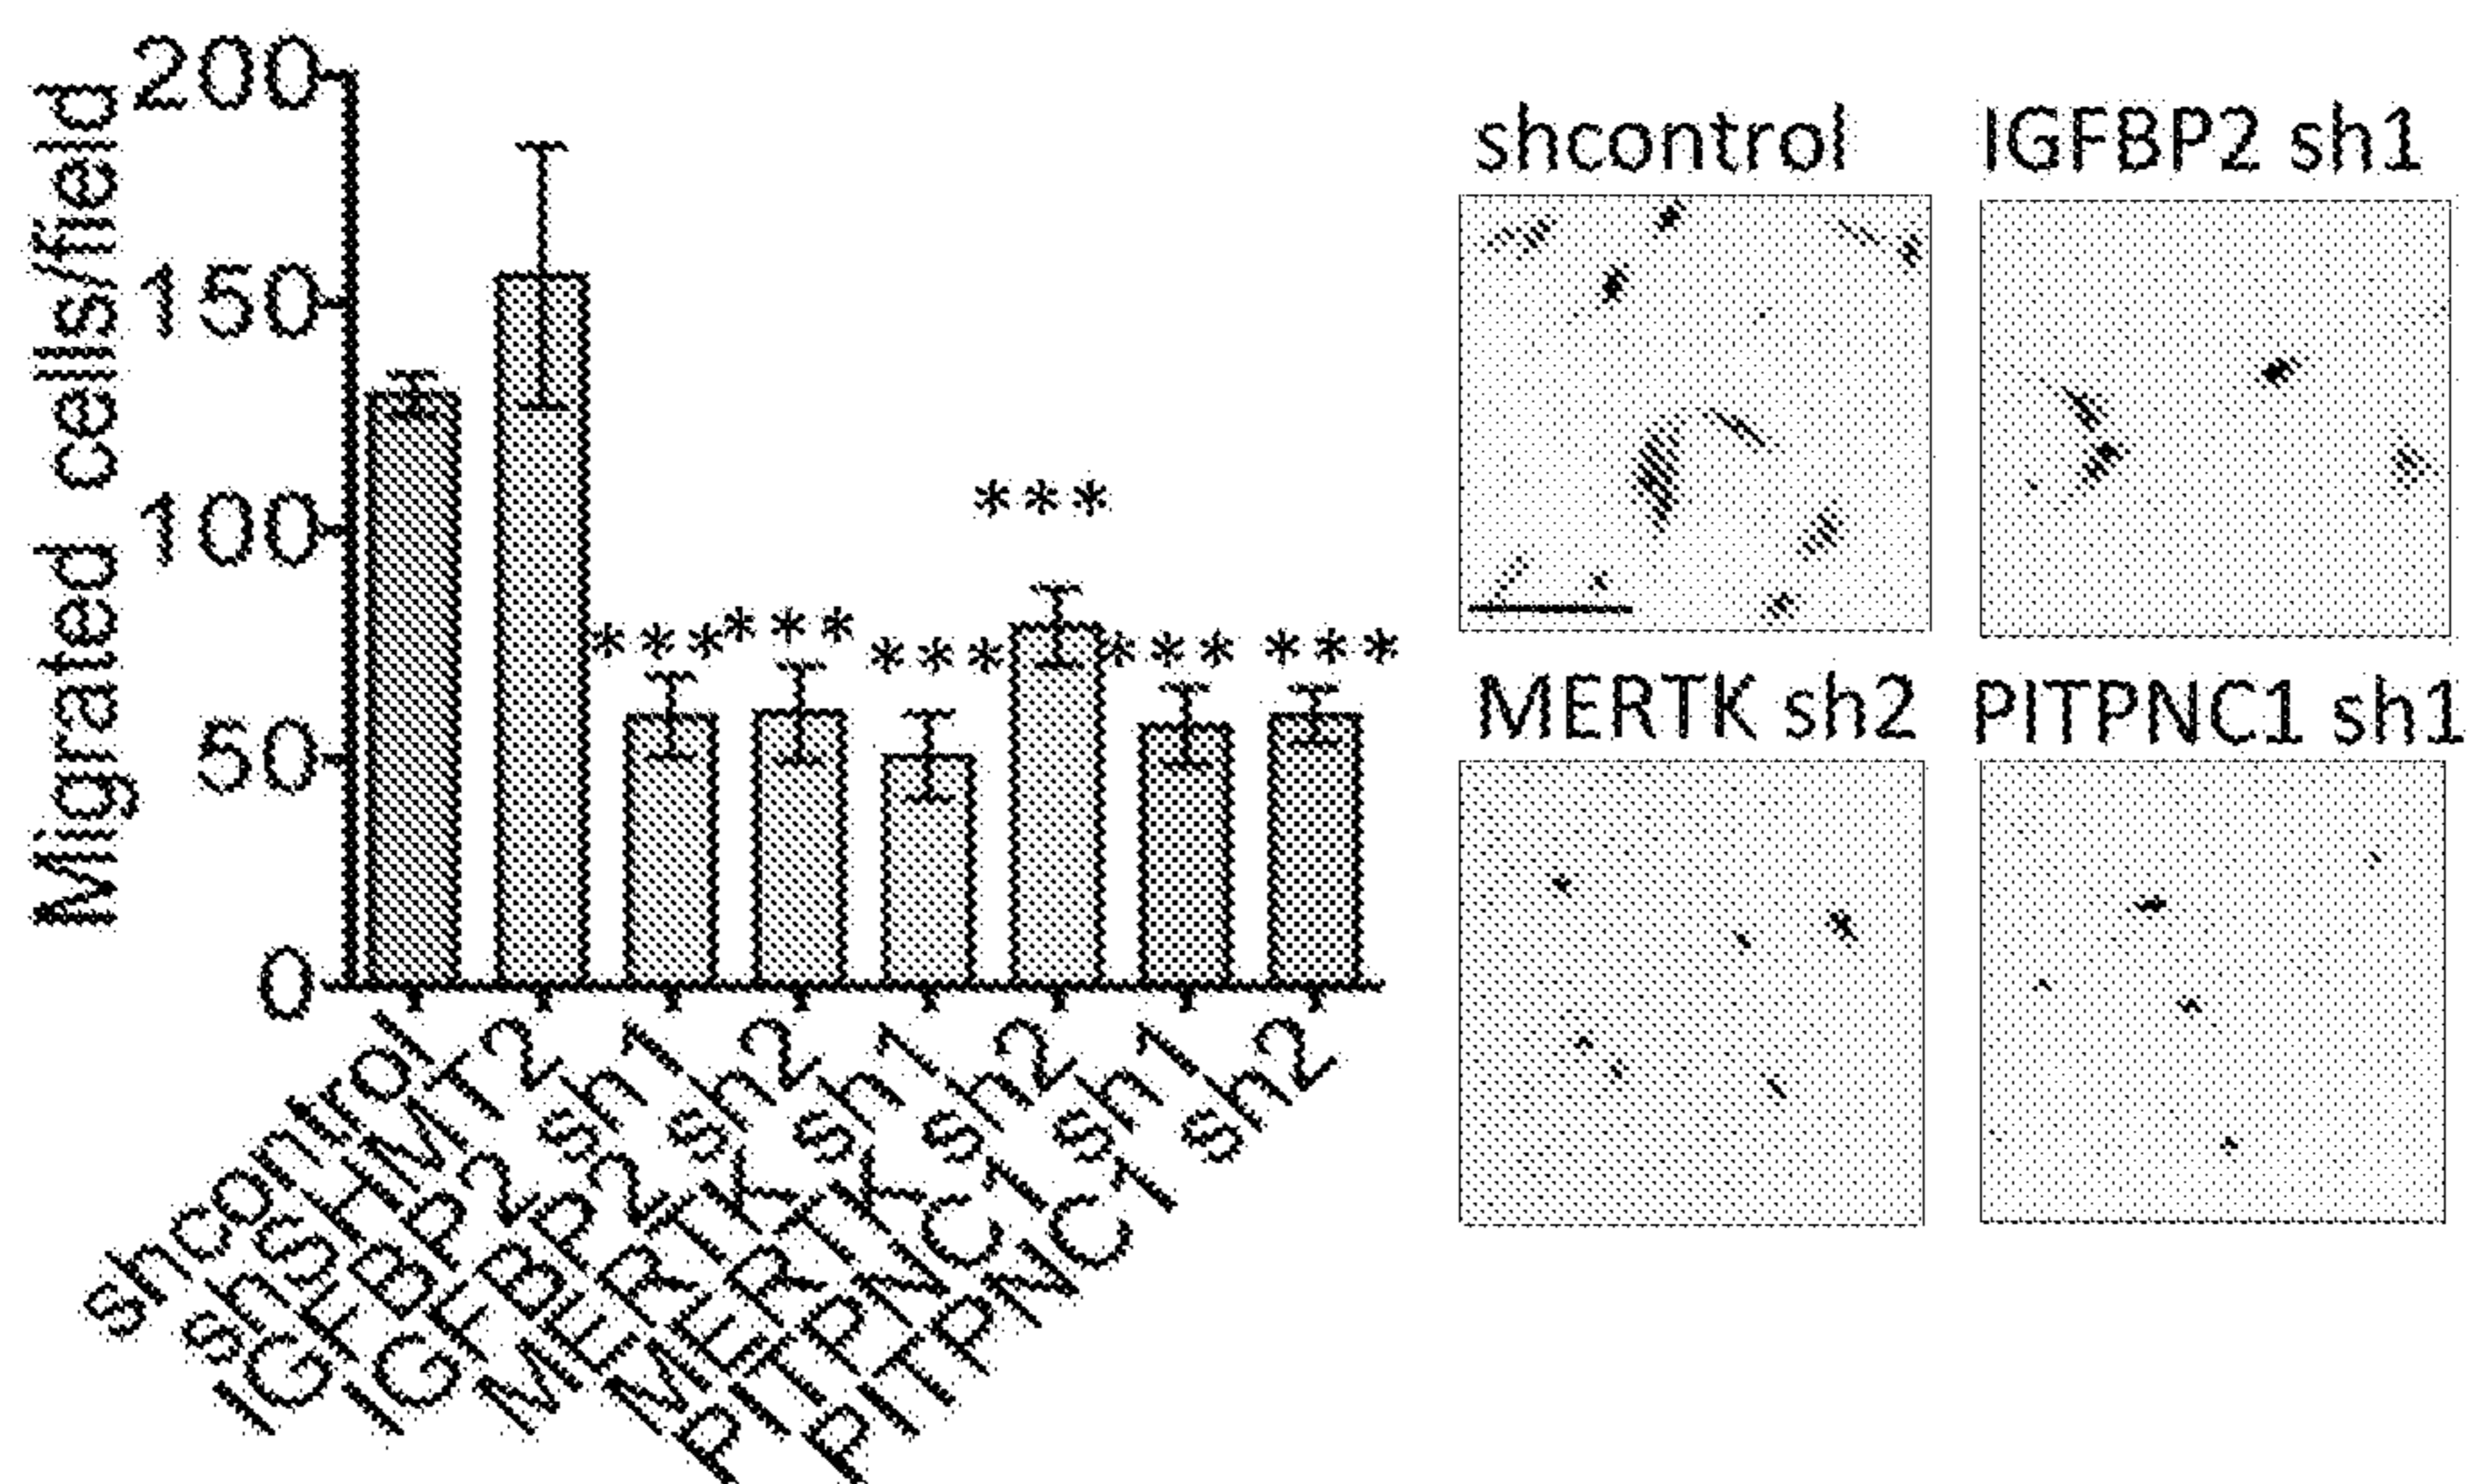 Migrated cells/field
200
150
100
50
0
***
***
***
***
***
***
shcontrol
shSHMT2
IGFBP2 sh1
IGFBP2 sh2
MERTK sh1
MERTK sh2
PITPNC1 sh1
PITPNC1 sh2
shcontrol
IGFBP2 sh1
MERTK sh2
PITPNC1 sh1